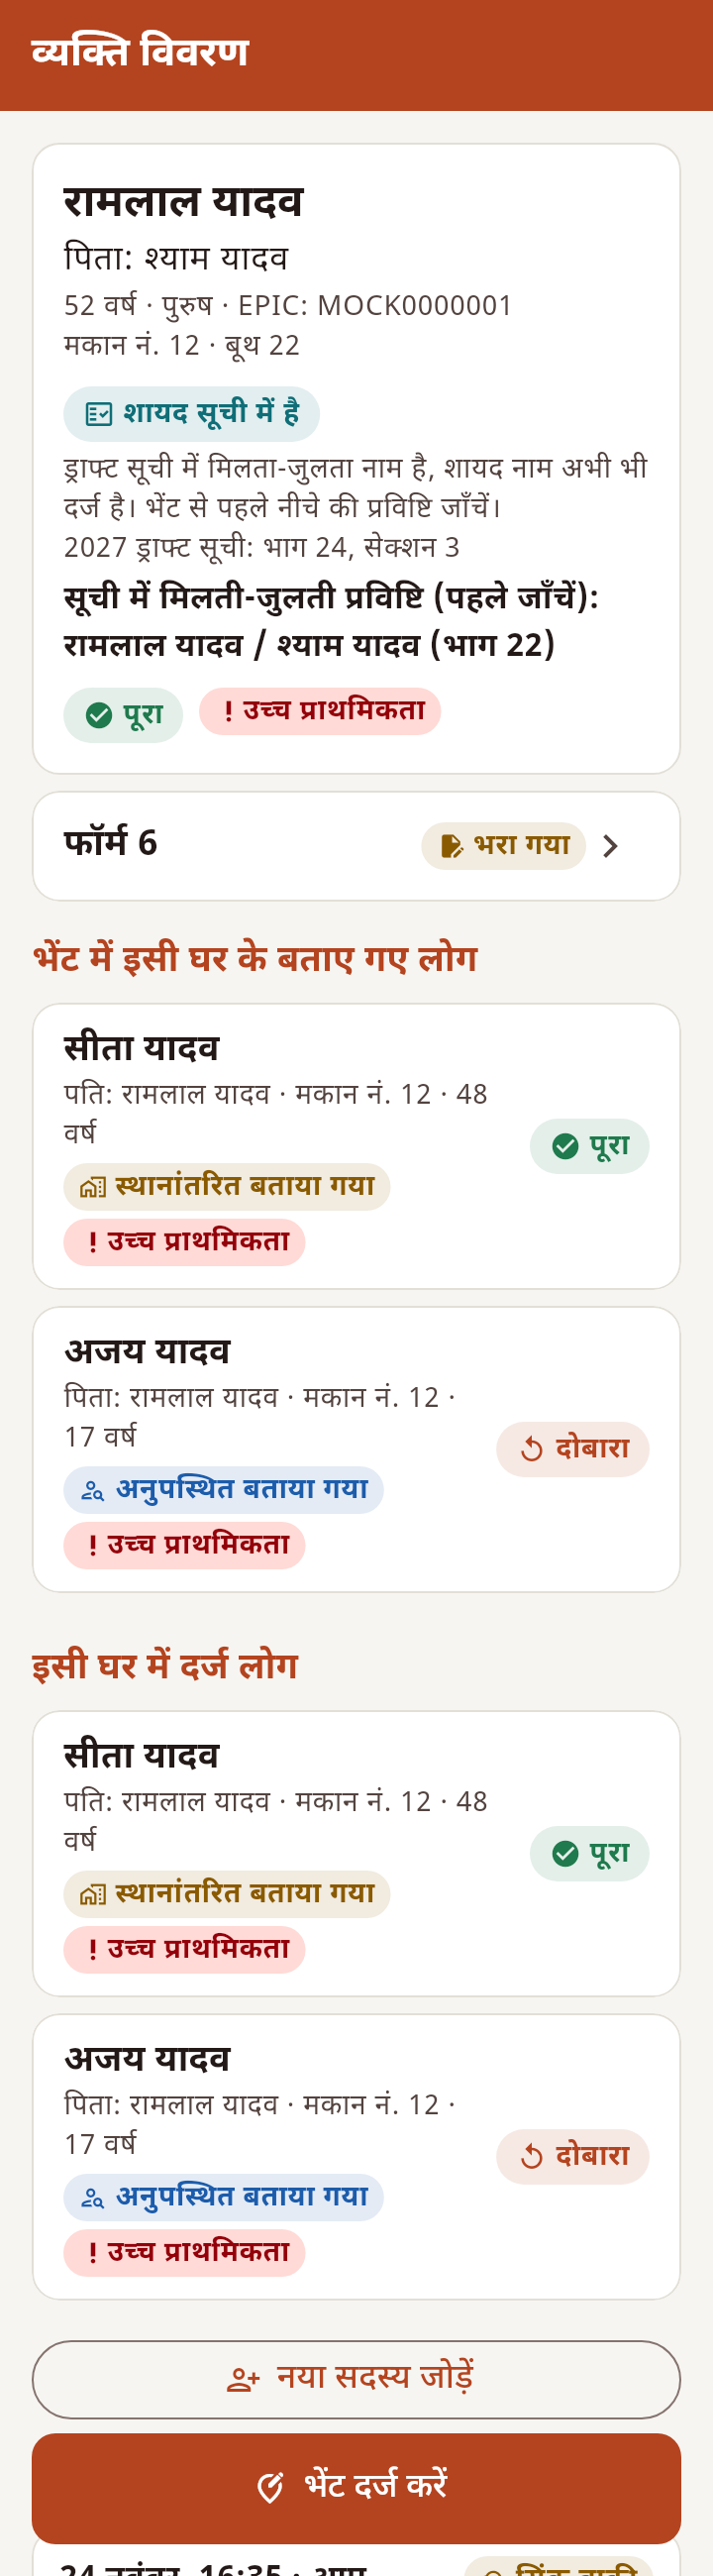 व्यक्ति विवरण
रामलाल यादव
पिता: श्याम यादव
52 वर्ष · पुरुष · EPIC: MOCK0000001
मकान नं. 12 · बूथ 22
शायद सूची में है
ड्राफ्ट सूची में मिलता-जुलता नाम है, शायद नाम अभी भी
दर्ज है। भेंट से पहले नीचे की प्रविष्टि जाँचें।
2027 ड्राफ्ट सूची: भाग 24, सेक्शन 3
सूची में मिलती-जुलती प्रविष्टि (पहले जाँचें):
रामलाल यादव / श्याम यादव (भाग 22)
पूरा
! उच्च प्राथमिकता
फॉर्म 6
भरा गया
भेंट में इसी घर के बताए गए लोग
सीता यादव
पति: रामलाल यादव · मकान नं. 12 · 48
वर्ष
पूरा
स्थानांतरित बताया गया
! उच्च प्राथमिकता
अजय यादव
पिता: रामलाल यादव · मकान नं. 12 ·
17 वर्ष
दोबारा
अनुपस्थित बताया गया
! उच्च प्राथमिकता
इसी घर में दर्ज लोग
सीता यादव
पति: रामलाल यादव · मकान नं. 12 · 48
वर्ष
पूरा
स्थानांतरित बताया गया
! उच्च प्राथमिकता
अजय यादव
पिता: रामलाल यादव · मकान नं. 12 ·
17 वर्ष
दोबारा
अनुपस्थित बताया गया
! उच्च प्राथमिकता
नया सदस्य जोड़ें
भेंट दर्ज करें
24 नवंबर, 16:35